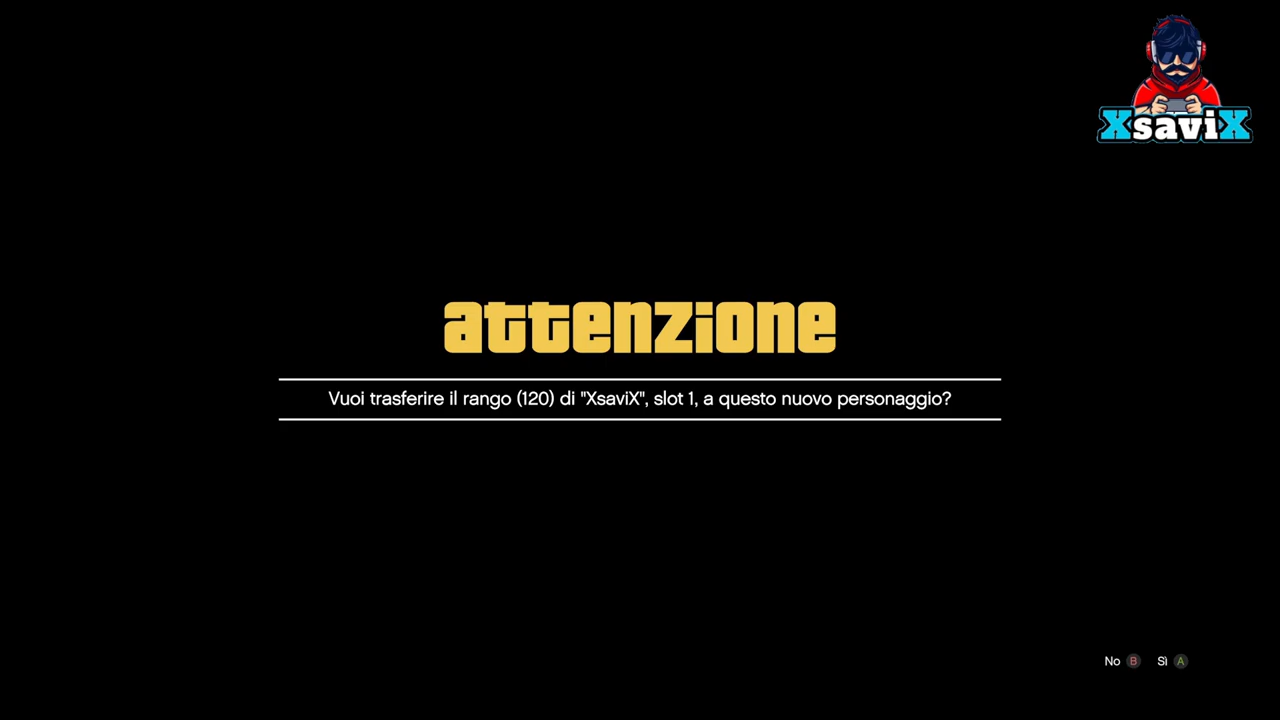 XsaviX
attenzione
Vuoi trasferire il rango (120) di "XsaviX", slot 1, a questo nuovo personaggio?
No B Sì A